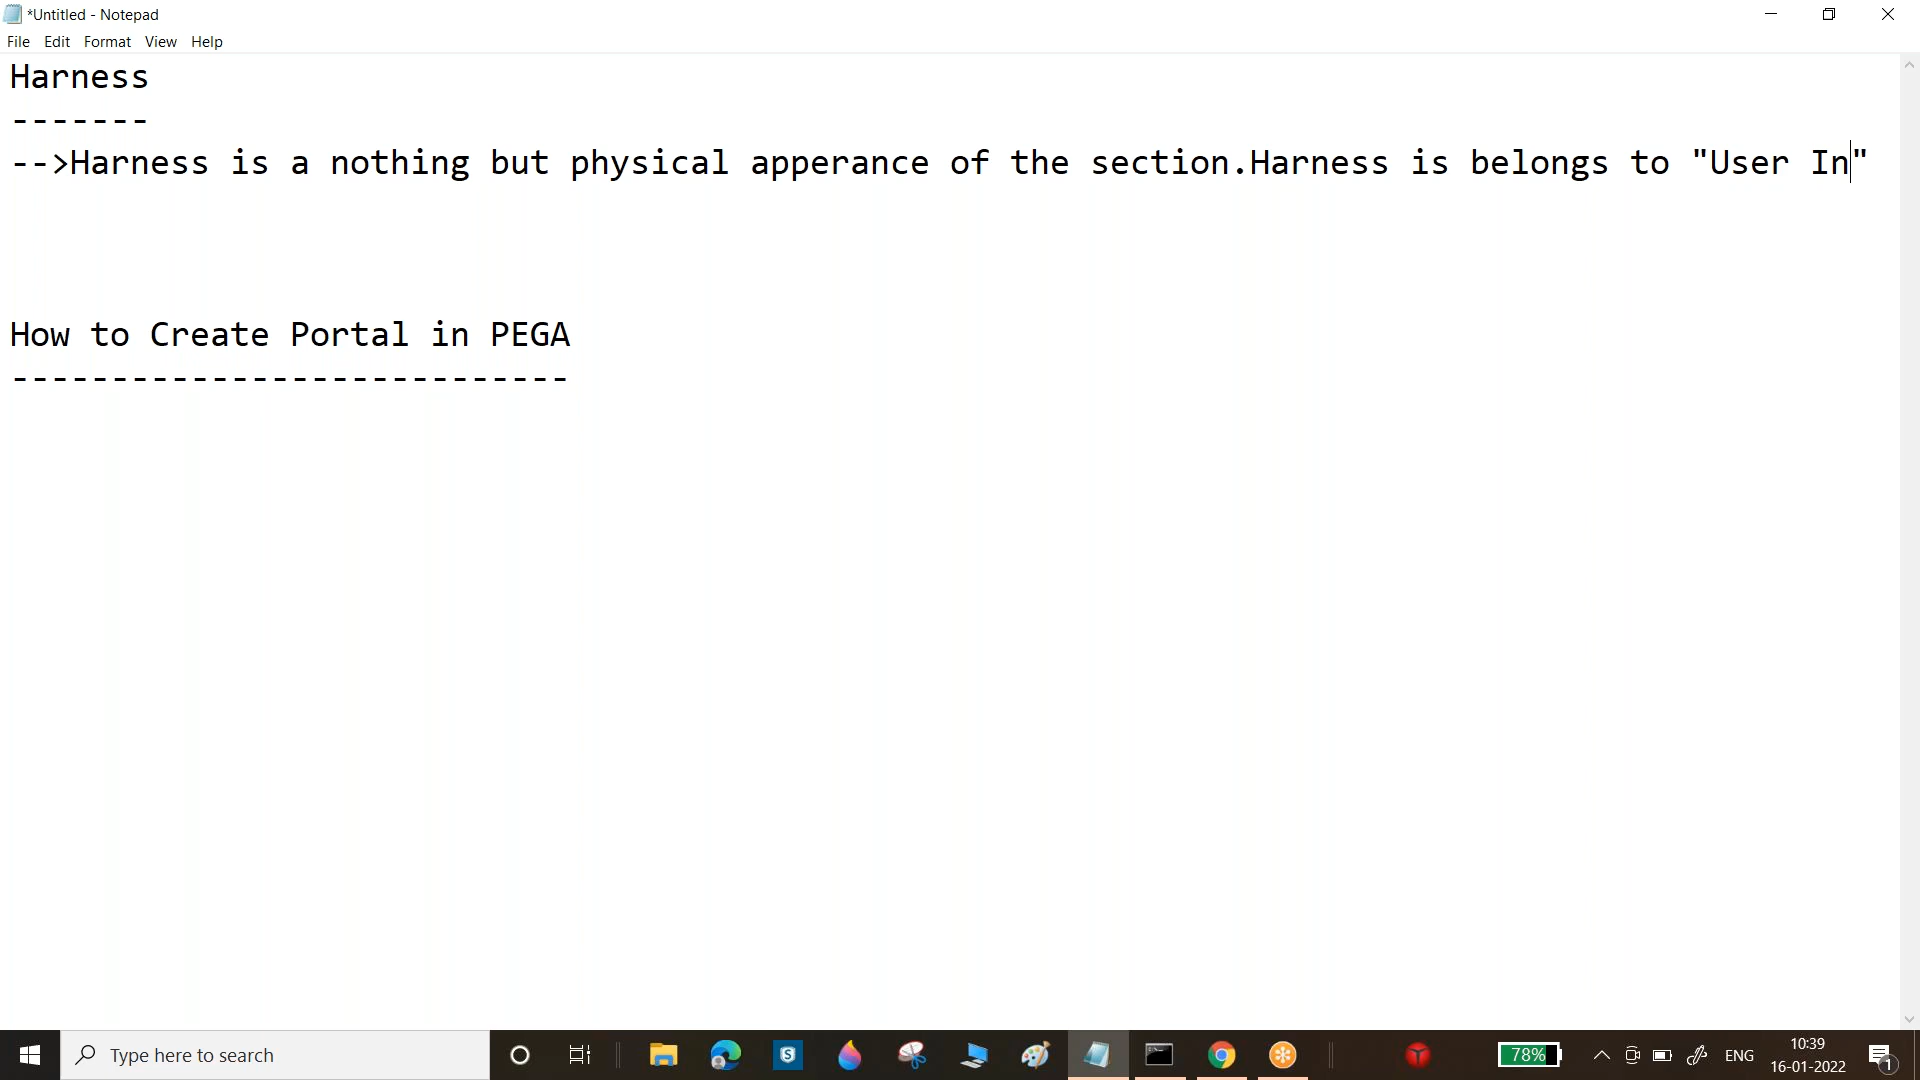 *Untitled - Notepad
File Edit Format View Help
Harness
-------
-->Harness is a nothing but physical apperance of the section.Harness is belongs to "User In"
How to Create Portal in PEGA
----------------------------
Type here to search
78%
ENG
10:39
16-01-2022
1